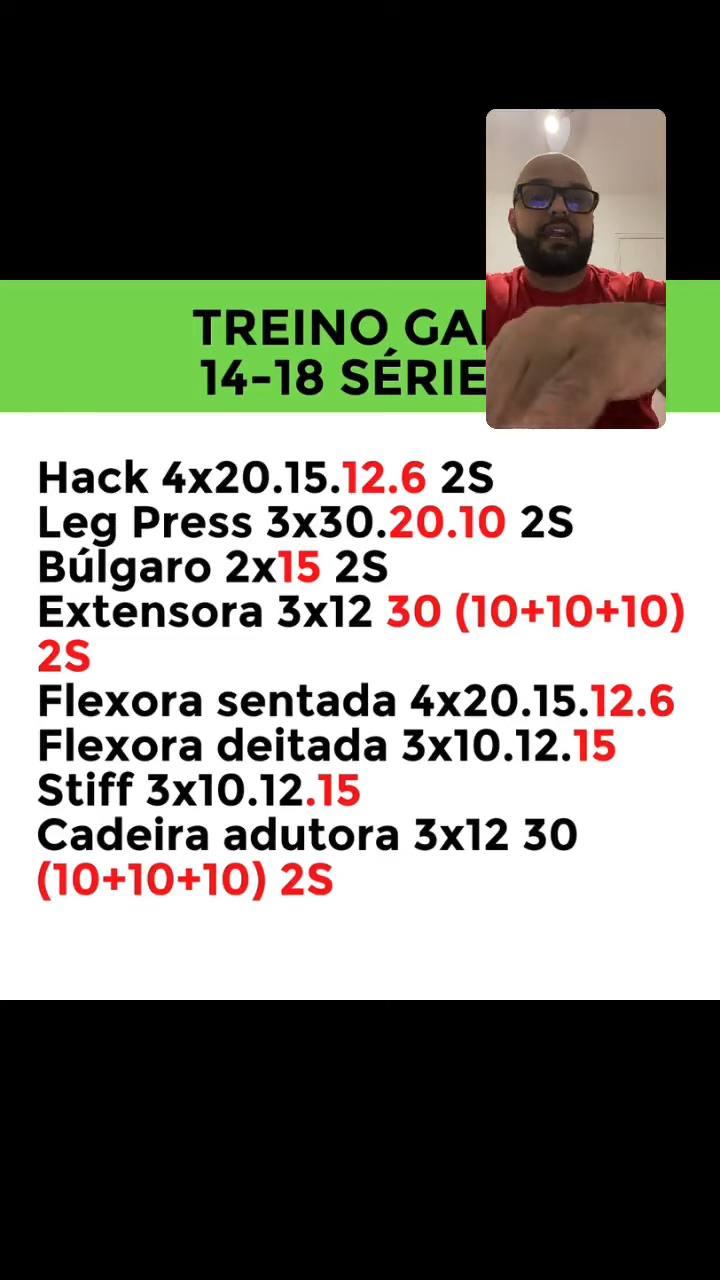 TREINO
14-18
Hack 4x20.15.12.6 2S
Leg Press 3x30.20.10 2S
Búlgaro 2x15 2S
Extensora 3x12 30 (10+10+10)
2S
Flexora sentada 4x20.15.12.6
Flexora deitada 3x10.12.15
Stiff 3x10.12.15
Cadeira adutora 3x12 30
(10+10+10) 2S